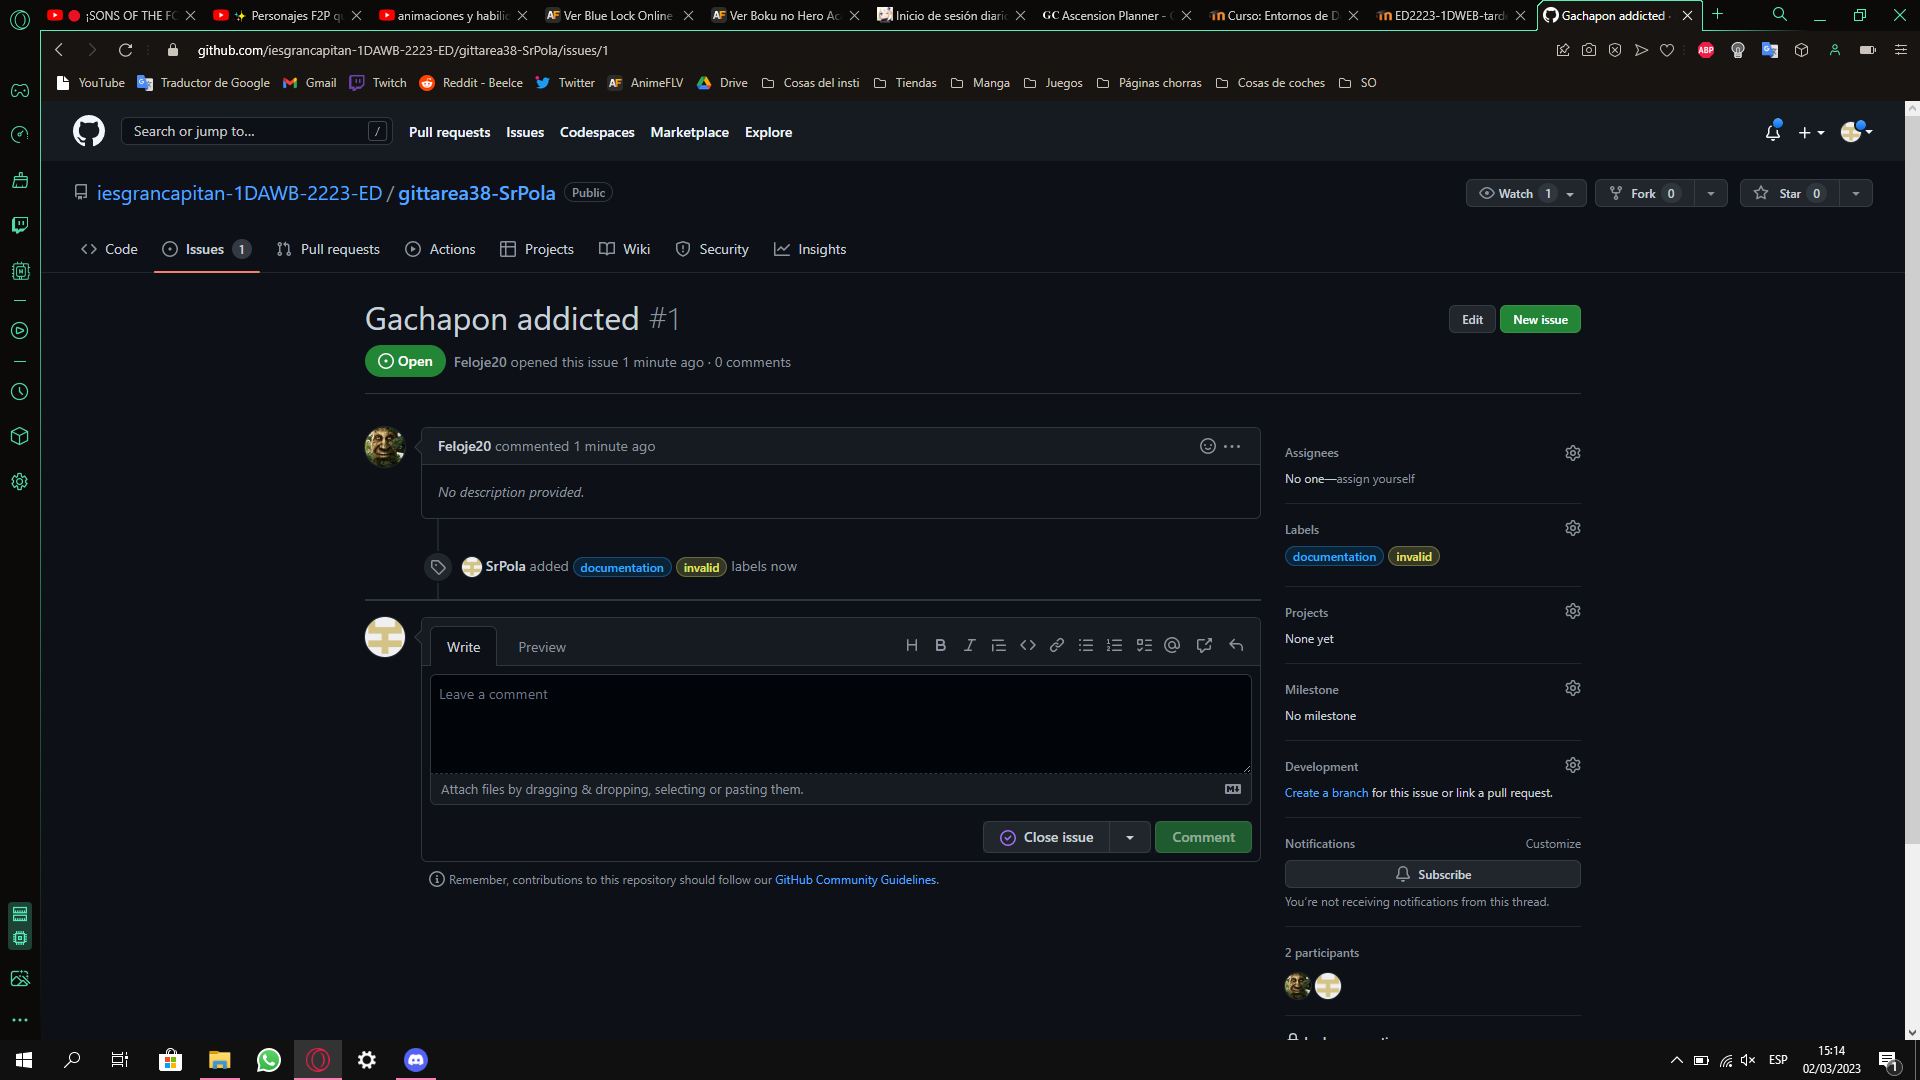 ¡SONS OF THE FO
Personajes F2P q
animaciones y habilid
Ver Blue Lock Online
Ver Boku no Hero Aca
Inicio de sesión diario
GC Ascension Planner - G
Curso: Entornos de D
ED2223-1DWEB-tarde
Gachapon addicted ·
github.com/iesgrancapitan-1DAWB-2223-ED/gittarea38-SrPola/issues/1
ABP
YouTube
Traductor de Google
Gmail
Twitch
Reddit - Beelce
Twitter
AF AnimeFLV
Drive
Cosas del insti
Tiendas
Manga
Juegos
Páginas chorras
Cosas de coches
SO
Search or jump to... /
Pull requests
Issues
Codespaces
Marketplace
Explore
iesgrancapitan-1DAWB-2223-ED / gittarea38-SrPola Public
Watch 1
Fork 0
Star 0
Code
Issues 1
Pull requests
Actions
Projects
Wiki
Security
Insights
Gachapon addicted #1
Edit
New issue
Open
Feloje20 opened this issue 1 minute ago · 0 comments
Feloje20 commented 1 minute ago
No description provided.
SrPola added documentation invalid labels now
Write
Preview
Leave a comment
Attach files by dragging & dropping, selecting or pasting them.
Close issue
Comment
Remember, contributions to this repository should follow our GitHub Community Guidelines.
Assignees
No one—assign yourself
Labels
documentation invalid
Projects
None yet
Milestone
No milestone
Development
Create a branch for this issue or link a pull request.
Notifications
Customize
Subscribe
You're not receiving notifications from this thread.
2 participants
ESP
15:14
02/03/2023
1